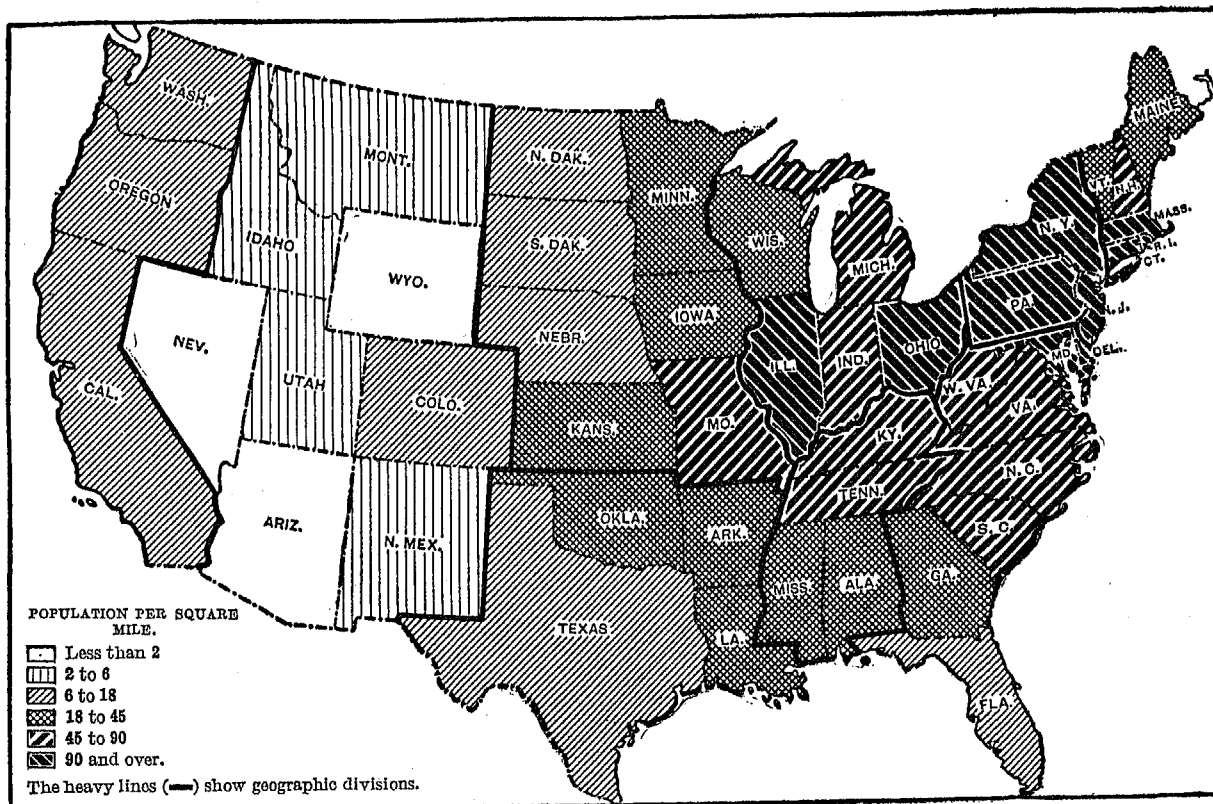 WASH.
MAINE
MONT.
N. DAK.
MINN.
VT.
N.H.
OREGON
IDAHO
S. DAK.
WIS.
N.Y.
MASS.
R.I.
CT.
WYO.
MICH.
IOWA
PA.
N.J.
NEV.
NEBR.
OHIO
IND.
ILL.
MD.
DEL.
CAL.
UTAH
COLO.
KANS.
MO.
W. VA.
VA.
KY.
N.C.
TENN.
ARIZ.
N. MEX.
OKLA.
ARK.
S.C.
MISS.
ALA.
GA.
TEXAS.
LA.
FLA.
POPULATION PER SQUARE
MILE.
Less than 2
2 to 6
6 to 18
18 to 45
45 to 90
90 and over.
The heavy lines (━) show geographic divisions.